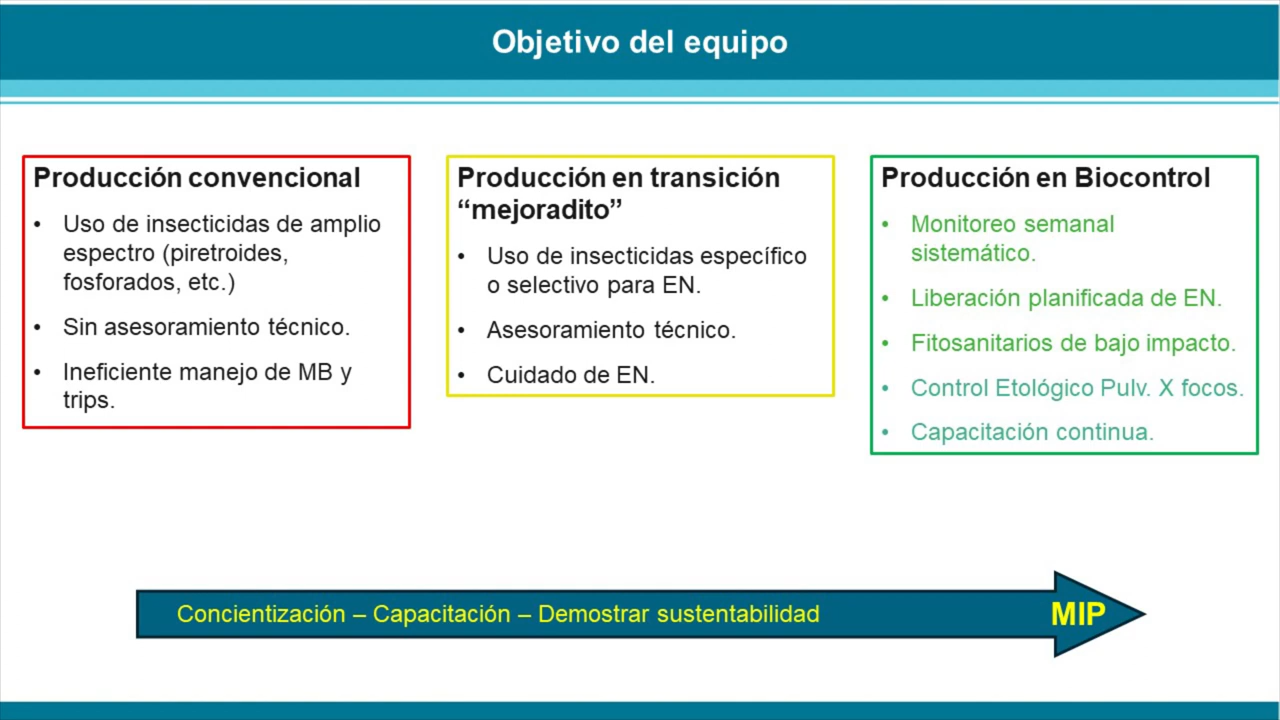 Objetivo del equipo
Producción convencional
• Uso de insecticidas de amplio
espectro (piretroides,
fosforados, etc.)
• Sin asesoramiento técnico.
• Ineficiente manejo de MB y
trips.
Producción en transición
“mejoradito”
• Uso de insecticidas específico
o selectivo para EN.
• Asesoramiento técnico.
• Cuidado de EN.
Producción en Biocontrol
• Monitoreo semanal
sistemático.
• Liberación planificada de EN.
• Fitosanitarios de bajo impacto.
• Control Etológico Pulv. X focos.
• Capacitación continua.
Concientización – Capacitación – Demostrar sustentabilidad
MIP